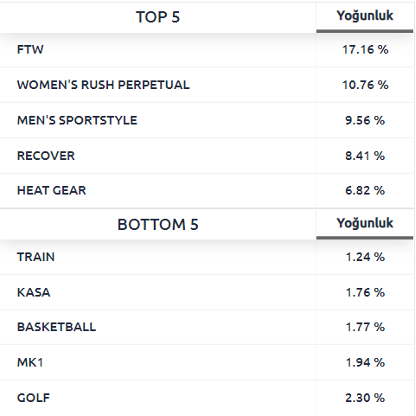 TOP 5 Yoğunluk
FTW 17.16 %
WOMEN'S RUSH PERPETUAL 10.76 %
MEN'S SPORTSTYLE 9.56 %
RECOVER 8.41 %
HEAT GEAR 6.82 %
BOTTOM 5 Yoğunluk
TRAIN 1.24 %
KASA 1.76 %
BASKETBALL 1.77 %
MK1 1.94 %
GOLF 2.30 %